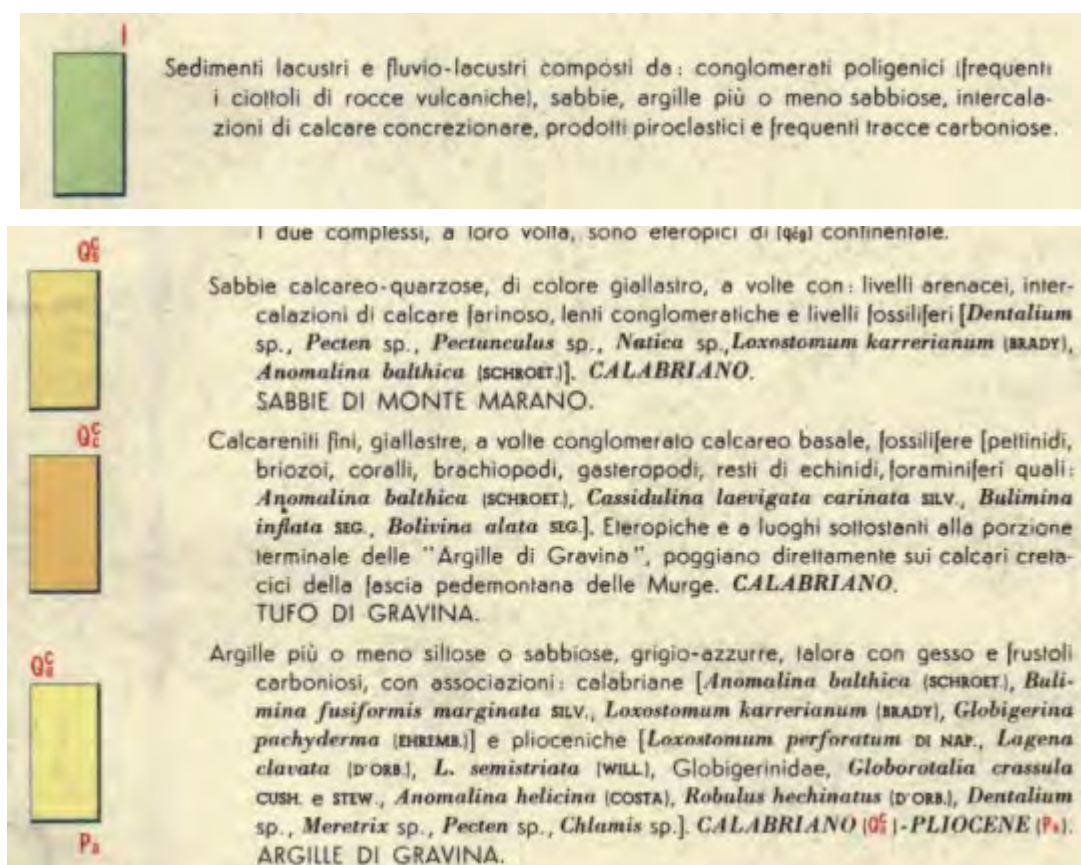 l
Sedimenti lacustri e fluvio-lacustri composti da: conglomerati poligenici (frequenti
i ciottoli di rocce vulcaniche), sabbie, argille più o meno sabbiose, intercala-
zioni di calcare concrezionare, prodotti piroclastici e frequenti tracce carboniose.
I due complessi, a loro volta, sono eteropici di (qcg) continentale.
Qcs
Sabbie calcareo-quarzose, di colore giallastro, a volte con: livelli arenacei, inter-
calazioni di calcare farinoso, lenti conglomeratiche e livelli fossiliferi [Dentalium
sp., Pecten sp., Pectunculus sp., Natica sp., Loxostomum karrerianum (BRADY),
Anomalina balthica (SCHROET.)]. CALABRIANO.
SABBIE DI MONTE MARANO.
Qcc
Calcareniti fini, giallastre, a volte conglomerato calcareo basale, fossilifere [pettinidi,
briozoi, coralli, brachiopodi, gasteropodi, resti di echinidi, foraminiferi quali:
Anomalina balthica (SCHROET.), Cassidulina laevigata carinata SILV., Bulimina
inflata SEG., Bolivina alata SEG.]. Eteropiche e a luoghi sottostanti alla porzione
terminale delle "Argille di Gravina", poggiano direttamente sui calcari creta-
cici della fascia pedemontana delle Murge. CALABRIANO.
TUFO DI GRAVINA.
Qca
Argille più o meno siltose o sabbiose, grigio-azzurre, talora con gesso e frustoli
carboniosi, con associazioni: calabriane [Anomalina balthica (SCHROET.), Buli-
mina fusiformis marginata SILV., Loxostomum karrerianum (BRADY), Globigerina
pachyderma (EHREMB.)] e plioceniche [Loxostomum perforatum DI NAP., Lagena
clavata (D'ORB.), L. semistriata (WILL.), Globigerinidae, Globorotalia crassula
CUSH. e STEW., Anomalina helicina (COSTA), Robulus hechinatus (D'ORB.), Dentalium
sp., Meretrix sp., Pecten sp., Chlamis sp.]. CALABRIANO (Qca)-PLIOCENE (Pa).
Pa
ARGILLE DI GRAVINA.